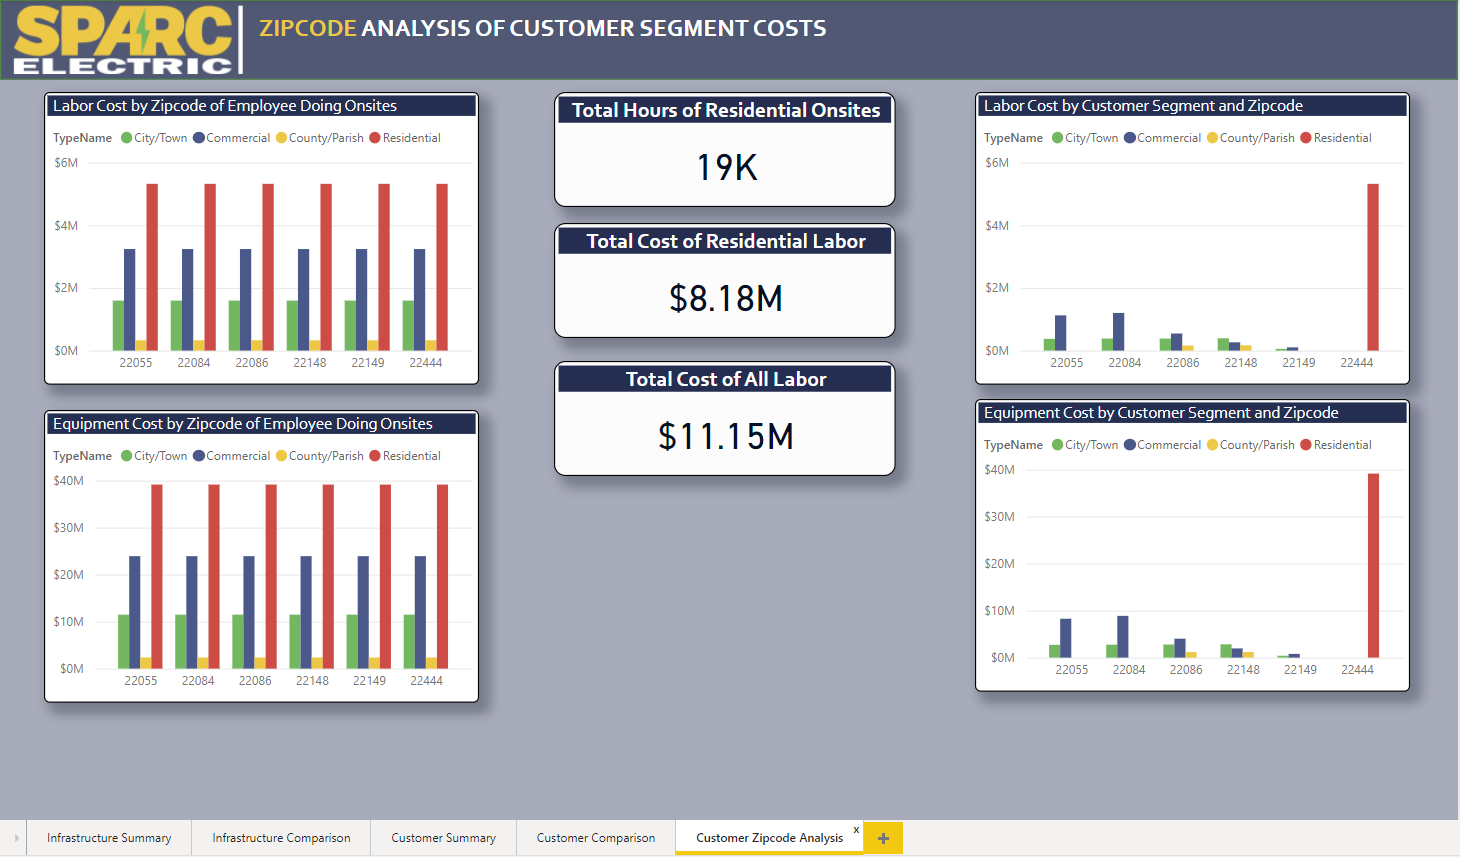 SPARC
ELECTRIC
ZIPCODE ANALYSIS OF CUSTOMER SEGMENT COSTS
Labor Cost by Zipcode of Employee Doing Onsites
TypeName City/Town Commercial County/Parish Residential
$6M
$4M
$2M
$0M
22055 22084 22086 22148 22149 22444
Equipment Cost by Zipcode of Employee Doing Onsites
TypeName City/Town Commercial County/Parish Residential
$40M
$30M
$20M
$10M
$0M
22055 22084 22086 22148 22149 22444
Total Hours of Residential Onsites
19K
Total Cost of Residential Labor
$8.18M
Total Cost of All Labor
$11.15M
Labor Cost by Customer Segment and Zipcode
TypeName City/Town Commercial County/Parish Residential
$6M
$4M
$2M
$0M
22055 22084 22086 22148 22149 22444
Equipment Cost by Customer Segment and Zipcode
TypeName City/Town Commercial County/Parish Residential
$40M
$30M
$20M
$10M
$0M
22055 22084 22086 22148 22149 22444
Infrastructure Summary Infrastructure Comparison Customer Summary Customer Comparison Customer Zipcode Analysis x +